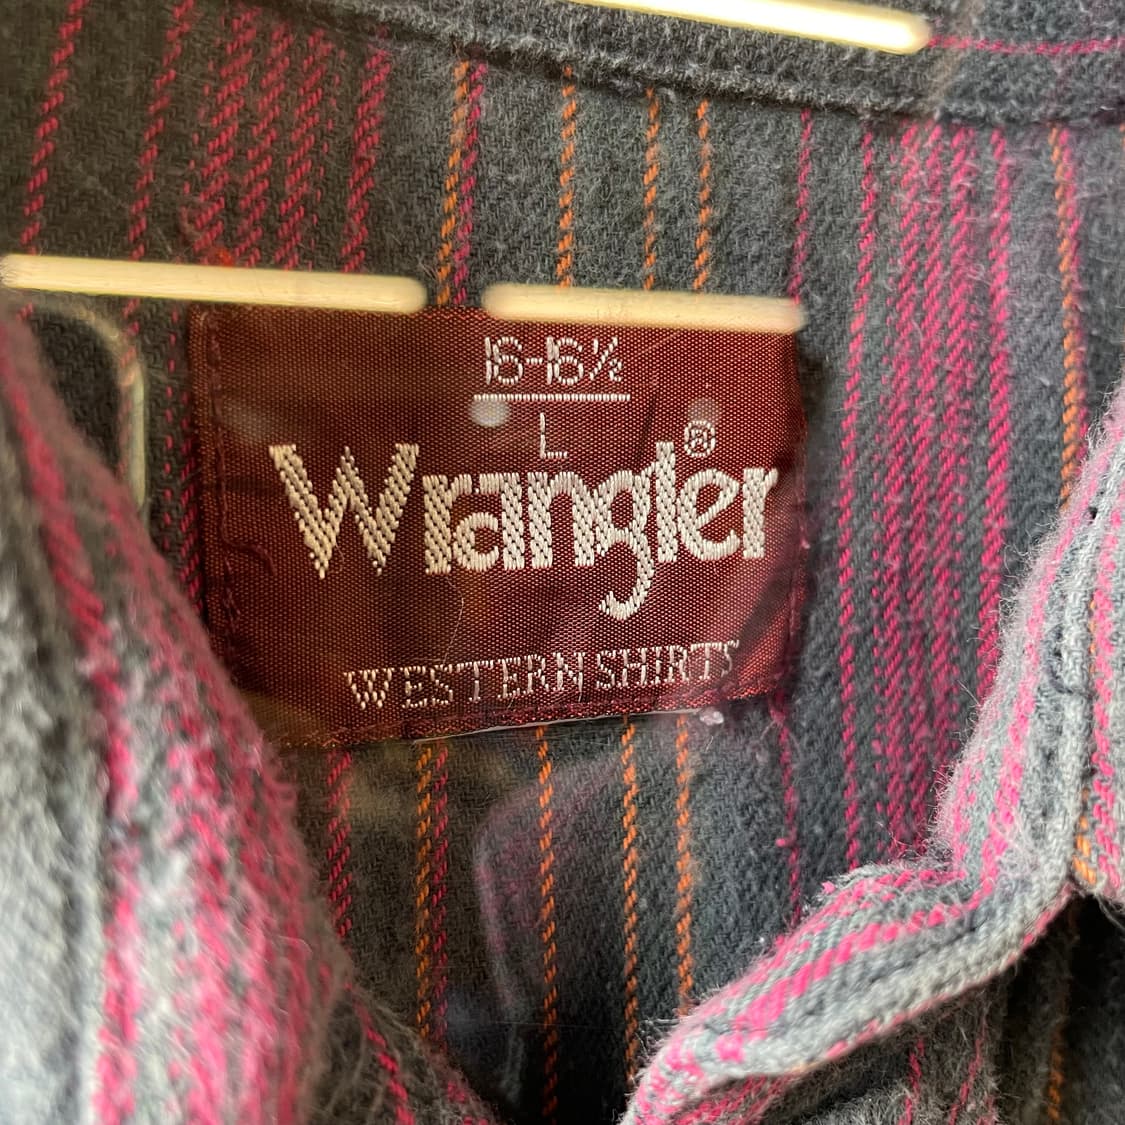 16-16½
L
Wrangler®
WESTERN SHIRTS